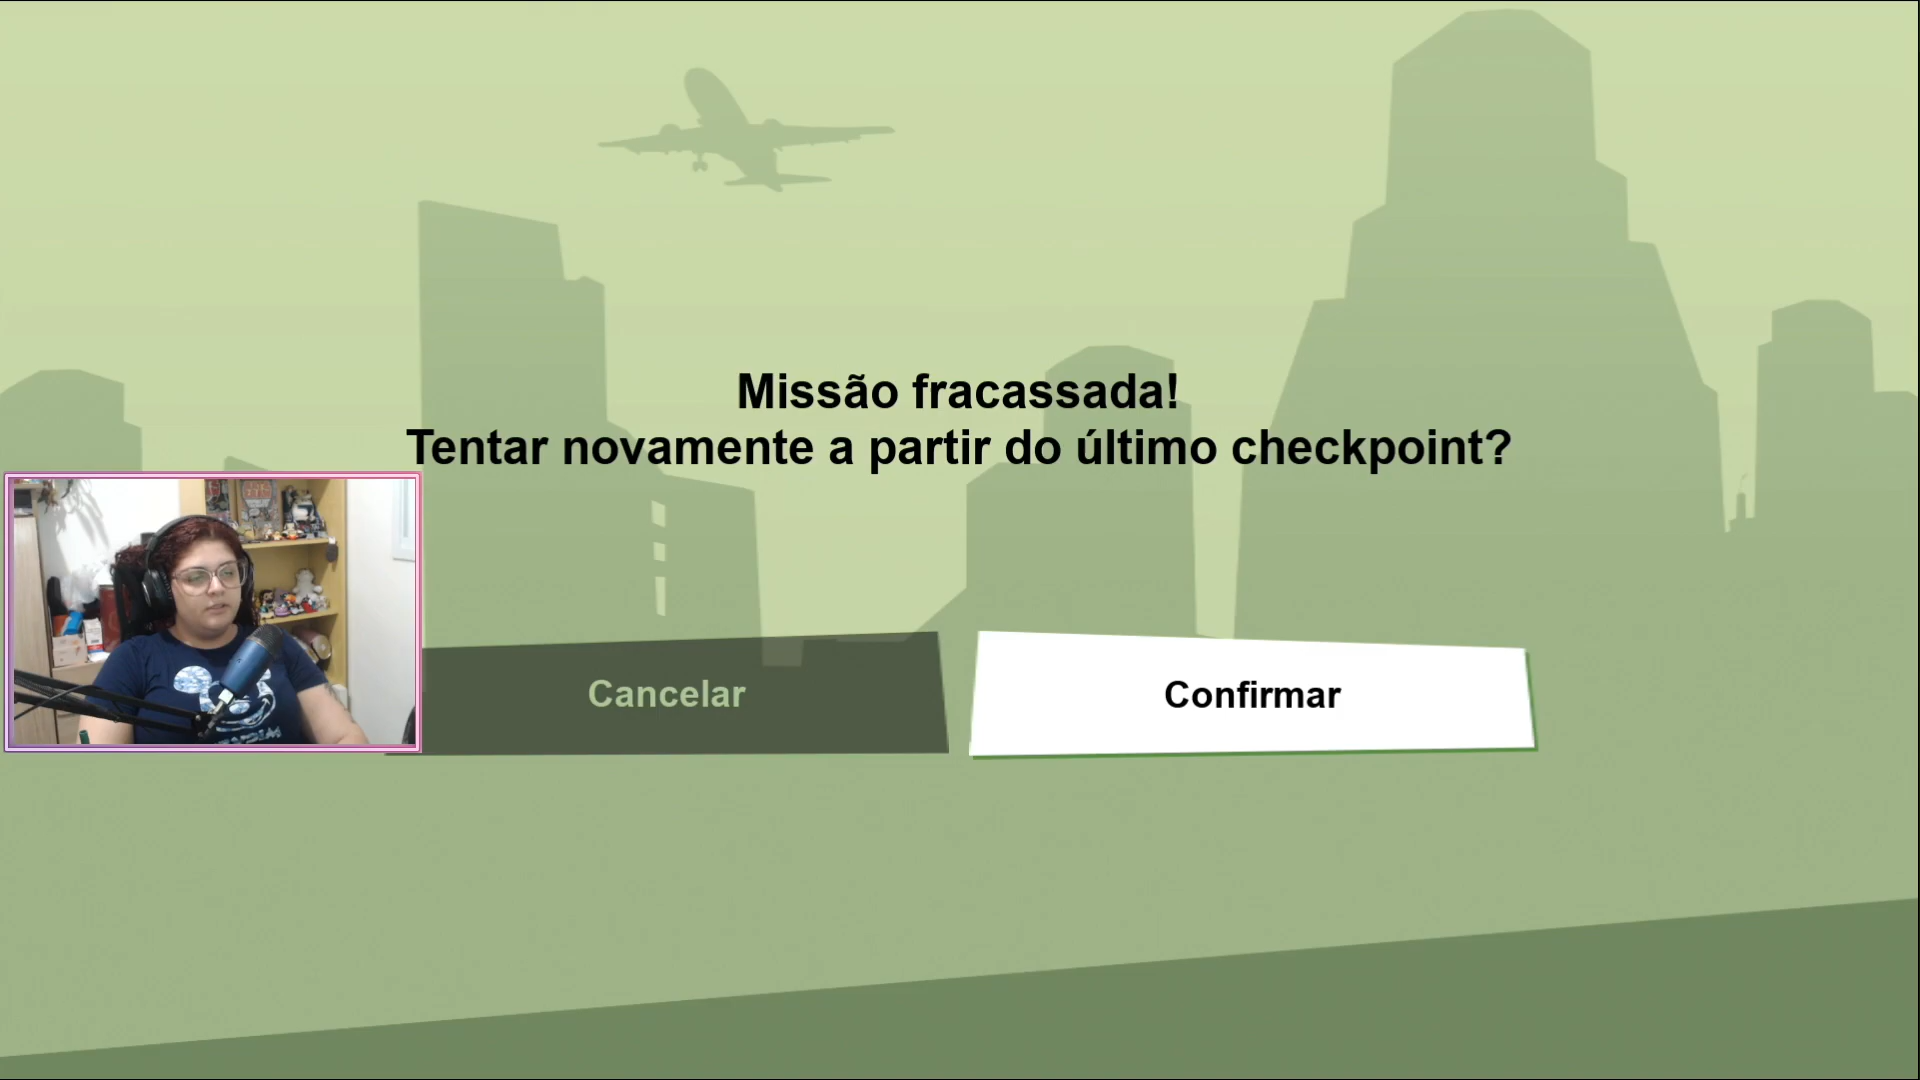 Missão fracassada!
Tentar novamente a partir do último checkpoint?
Cancelar
Confirmar